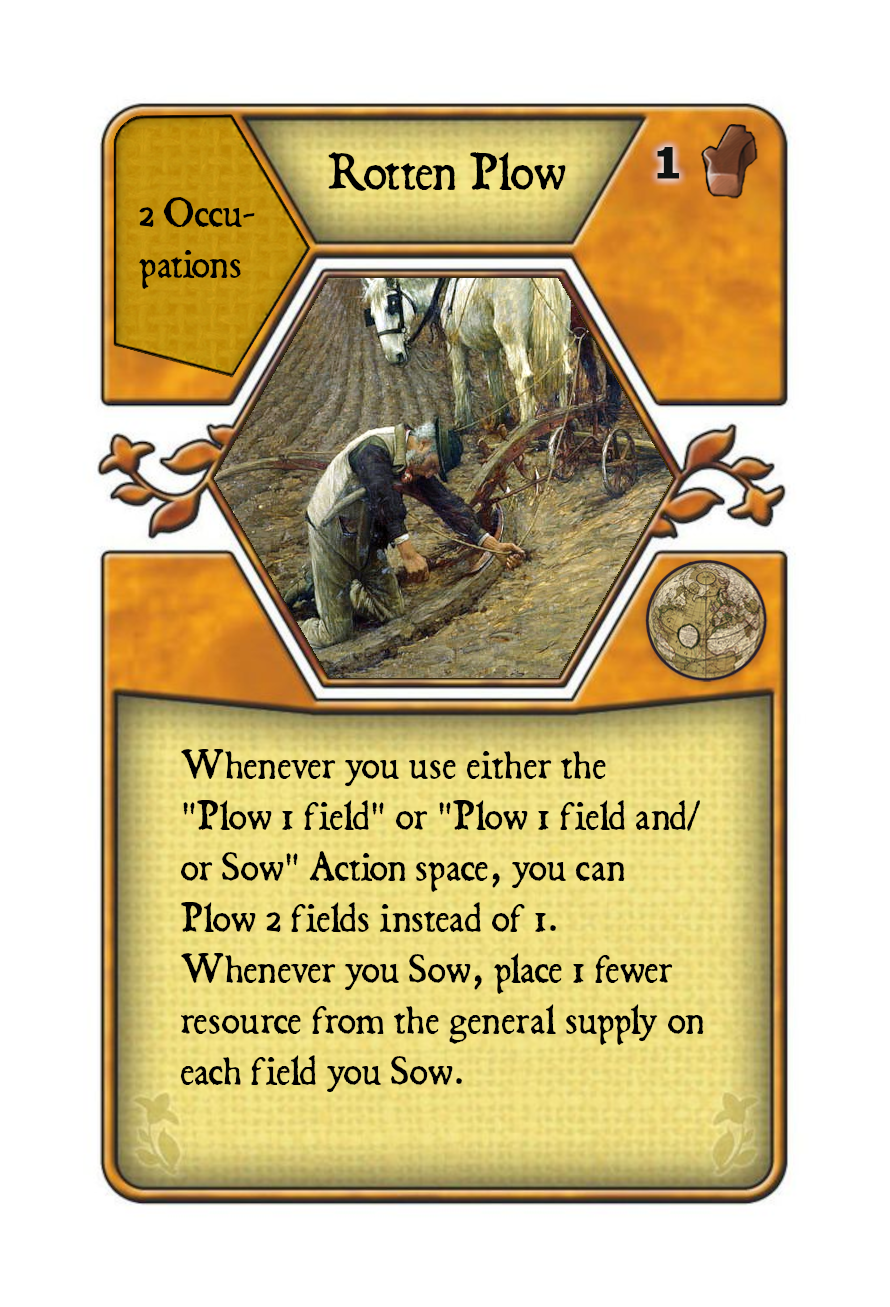 Rotten Plow
1
2 Occu-
pations
Whenever you use either the
"Plow 1 field" or "Plow 1 field and/
or Sow" Action space, you can
Plow 2 fields instead of 1.
Whenever you Sow, place 1 fewer
resource from the general supply on
each field you Sow.